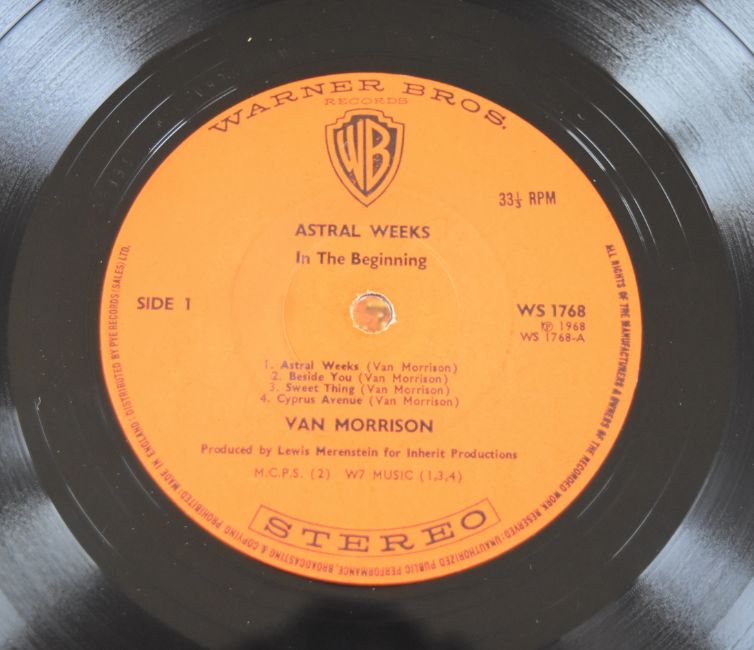 WARNER BROS.
RECORDS
WB
33⅓ RPM
ASTRAL WEEKS
In The Beginning
SIDE 1
WS 1768
℗ 1968
WS 1768-A
1. Astral Weeks (Van Morrison)
2. Beside You (Van Morrison)
3. Sweet Thing (Van Morrison)
4. Cyprus Avenue (Van Morrison)
VAN MORRISON
Produced by Lewis Merenstein for Inherit Productions
M.C.P.S. (2) W7 MUSIC (1,3,4)
STEREO
ALL RIGHTS OF THE MANUFACTURERS & OWNERS OF THE RECORDED WORK RESERVED·UNAUTHORIZED PUBLIC PERFORMANCE, BROADCASTING & COPYING PROHIBITED) MADE IN ENGLAND (DISTRIBUTED BY PYE RECORDS (SALES) LTD.